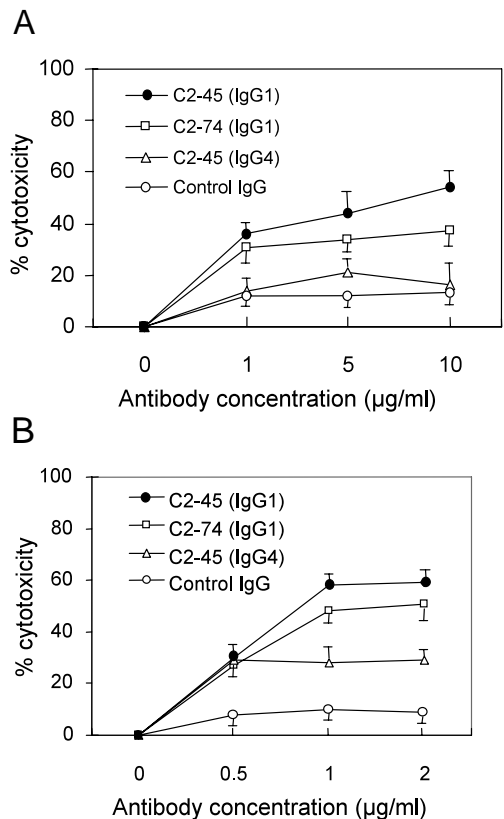 A
100
80
60
40
20
0
% cytotoxicity
C2-45 (IgG1)
C2-74 (IgG1)
C2-45 (IgG4)
Control IgG
0 1 5 10
Antibody concentration (µg/ml)
B
100
80
60
40
20
0
% cytotoxicity
C2-45 (IgG1)
C2-74 (IgG1)
C2-45 (IgG4)
Control IgG
0 0.5 1 2
Antibody concentration (µg/ml)